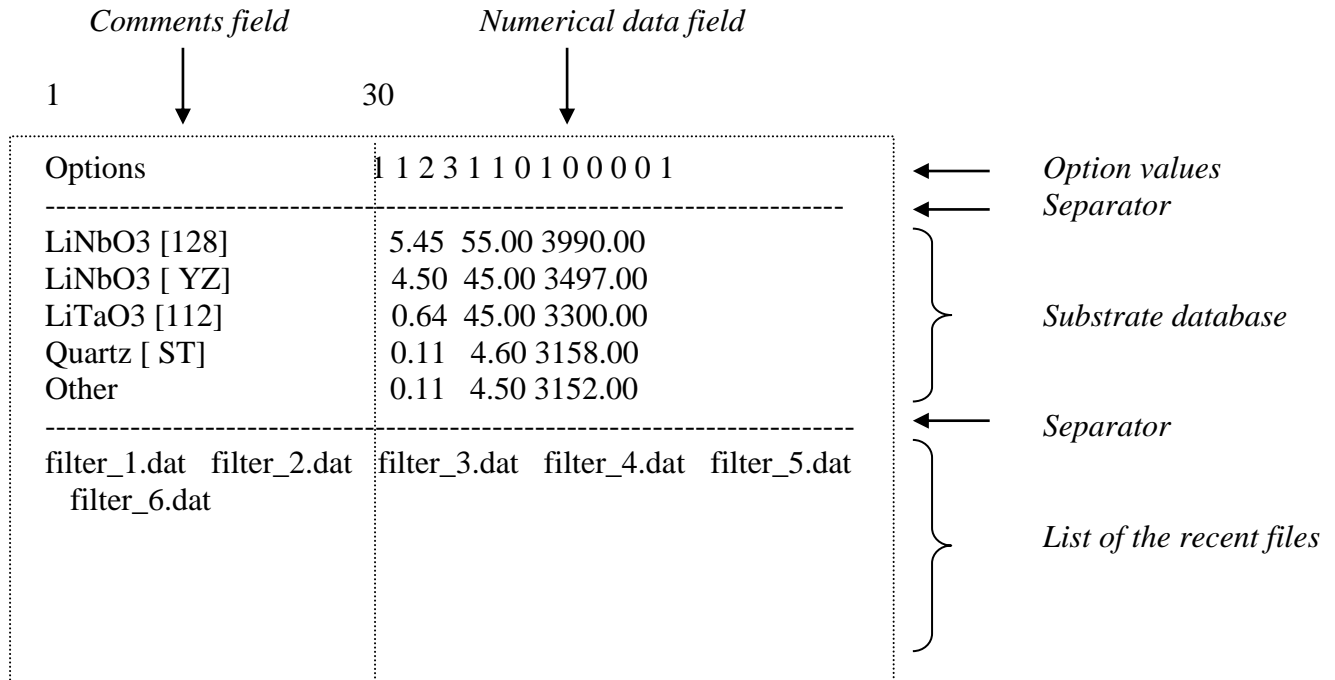 Comments field Numerical data field
1 30
Options 1 1 2 3 1 1 0 1 0 0 0 0 1 Option values
--------------------------------------------------------------------------- Separator
LiNbO3 [128] 5.45 55.00 3990.00
LiNbO3 [ YZ] 4.50 45.00 3497.00
LiTaO3 [112] 0.64 45.00 3300.00 Substrate database
Quartz [ ST] 0.11 4.60 3158.00
Other 0.11 4.50 3152.00
---------------------------------------------------------------------------- Separator
filter_1.dat filter_2.dat filter_3.dat filter_4.dat filter_5.dat
filter_6.dat
List of the recent files